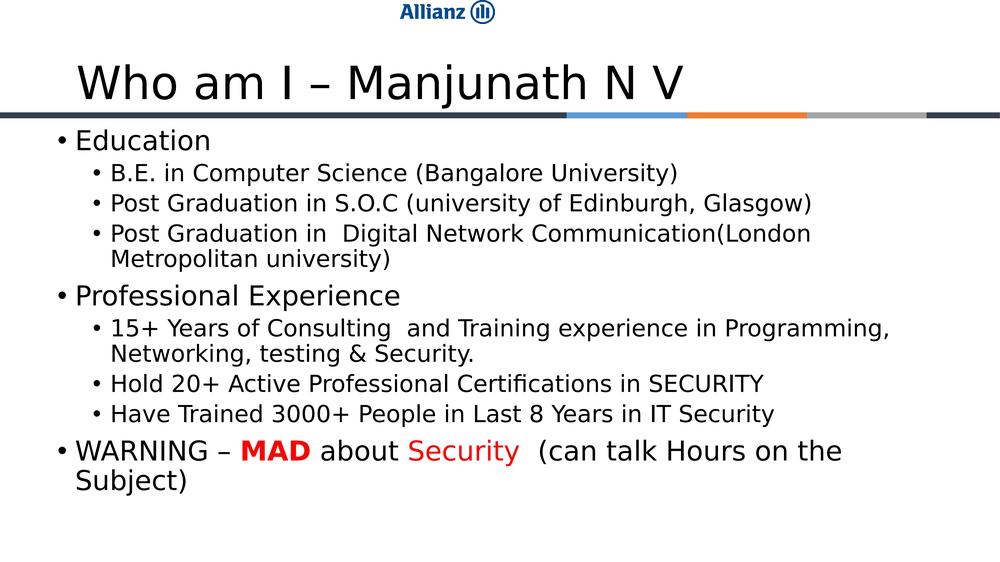 Allianz
Who am I – Manjunath N V
• Education
• B.E. in Computer Science (Bangalore University)
• Post Graduation in S.O.C (university of Edinburgh, Glasgow)
• Post Graduation in  Digital Network Communication(London
Metropolitan university)
• Professional Experience
• 15+ Years of Consulting  and Training experience in Programming,
Networking, testing & Security.
• Hold 20+ Active Professional Certifications in SECURITY
• Have Trained 3000+ People in Last 8 Years in IT Security
• WARNING – MAD about Security  (can talk Hours on the
Subject)